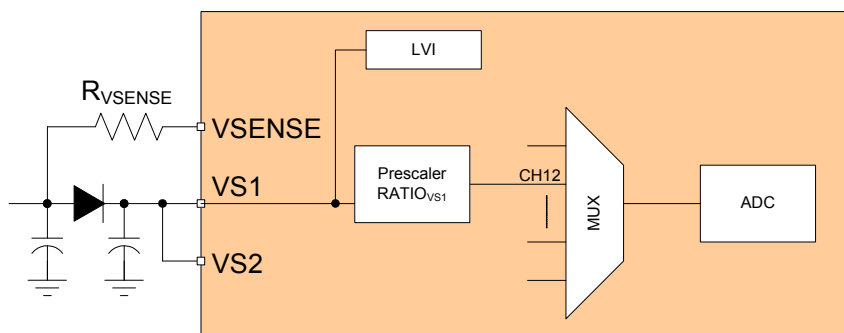 LVI
RVSENSE
VSENSE
VS1
Prescaler
RATIOVS1
CH12
MUX
ADC
VS2